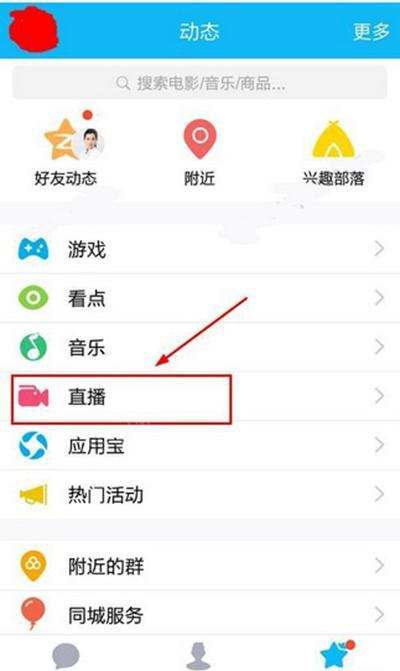 动态
更多
搜索电影/音乐/商品...
好友动态
附近
兴趣部落
游戏
看点
音乐
直播
应用宝
热门活动
附近的群
同城服务